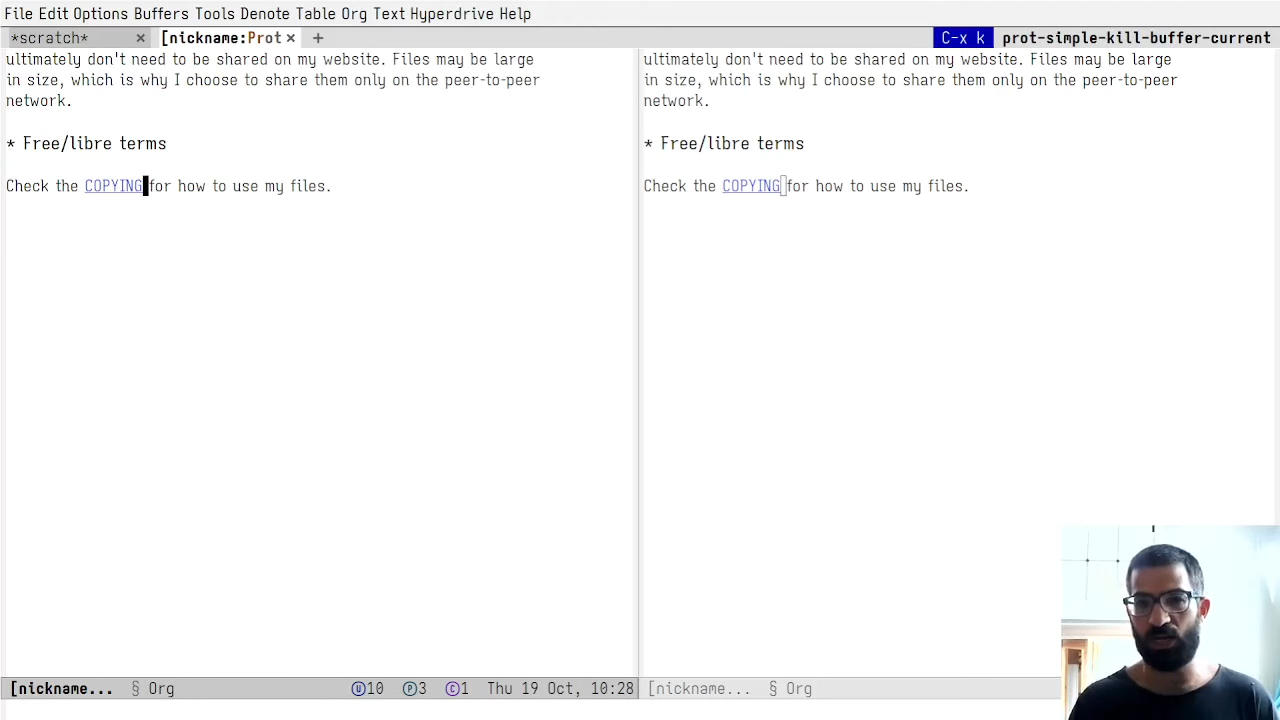 File Edit Options Buffers Tools Denote Table Org Text Hyperdrive Help
*scratch* × [nickname:Prot × + C-x k prot-simple-kill-buffer-current
ultimately don't need to be shared on my website. Files may be large
in size, which is why I choose to share them only on the peer-to-peer
network.
* Free/libre terms
Check the COPYING for how to use my files.
ultimately don't need to be shared on my website. Files may be large
in size, which is why I choose to share them only on the peer-to-peer
network.
* Free/libre terms
Check the COPYING for how to use my files.
[nickname... § Org U10 P3 C1 Thu 19 Oct, 10:28
[nickname... § Org